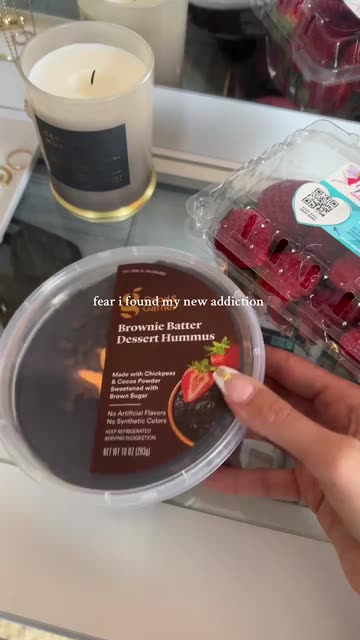 fear i found my new addiction
Gather
Brownie Batter
Dessert Hummus
Made with Chickpeas
& Cocoa Powder
Sweetened with
Brown Sugar
No Artificial Flavors
No Synthetic Colors
KEEP REFRIGERATED
SERVING SUGGESTION
NET WT 10 OZ (283g)